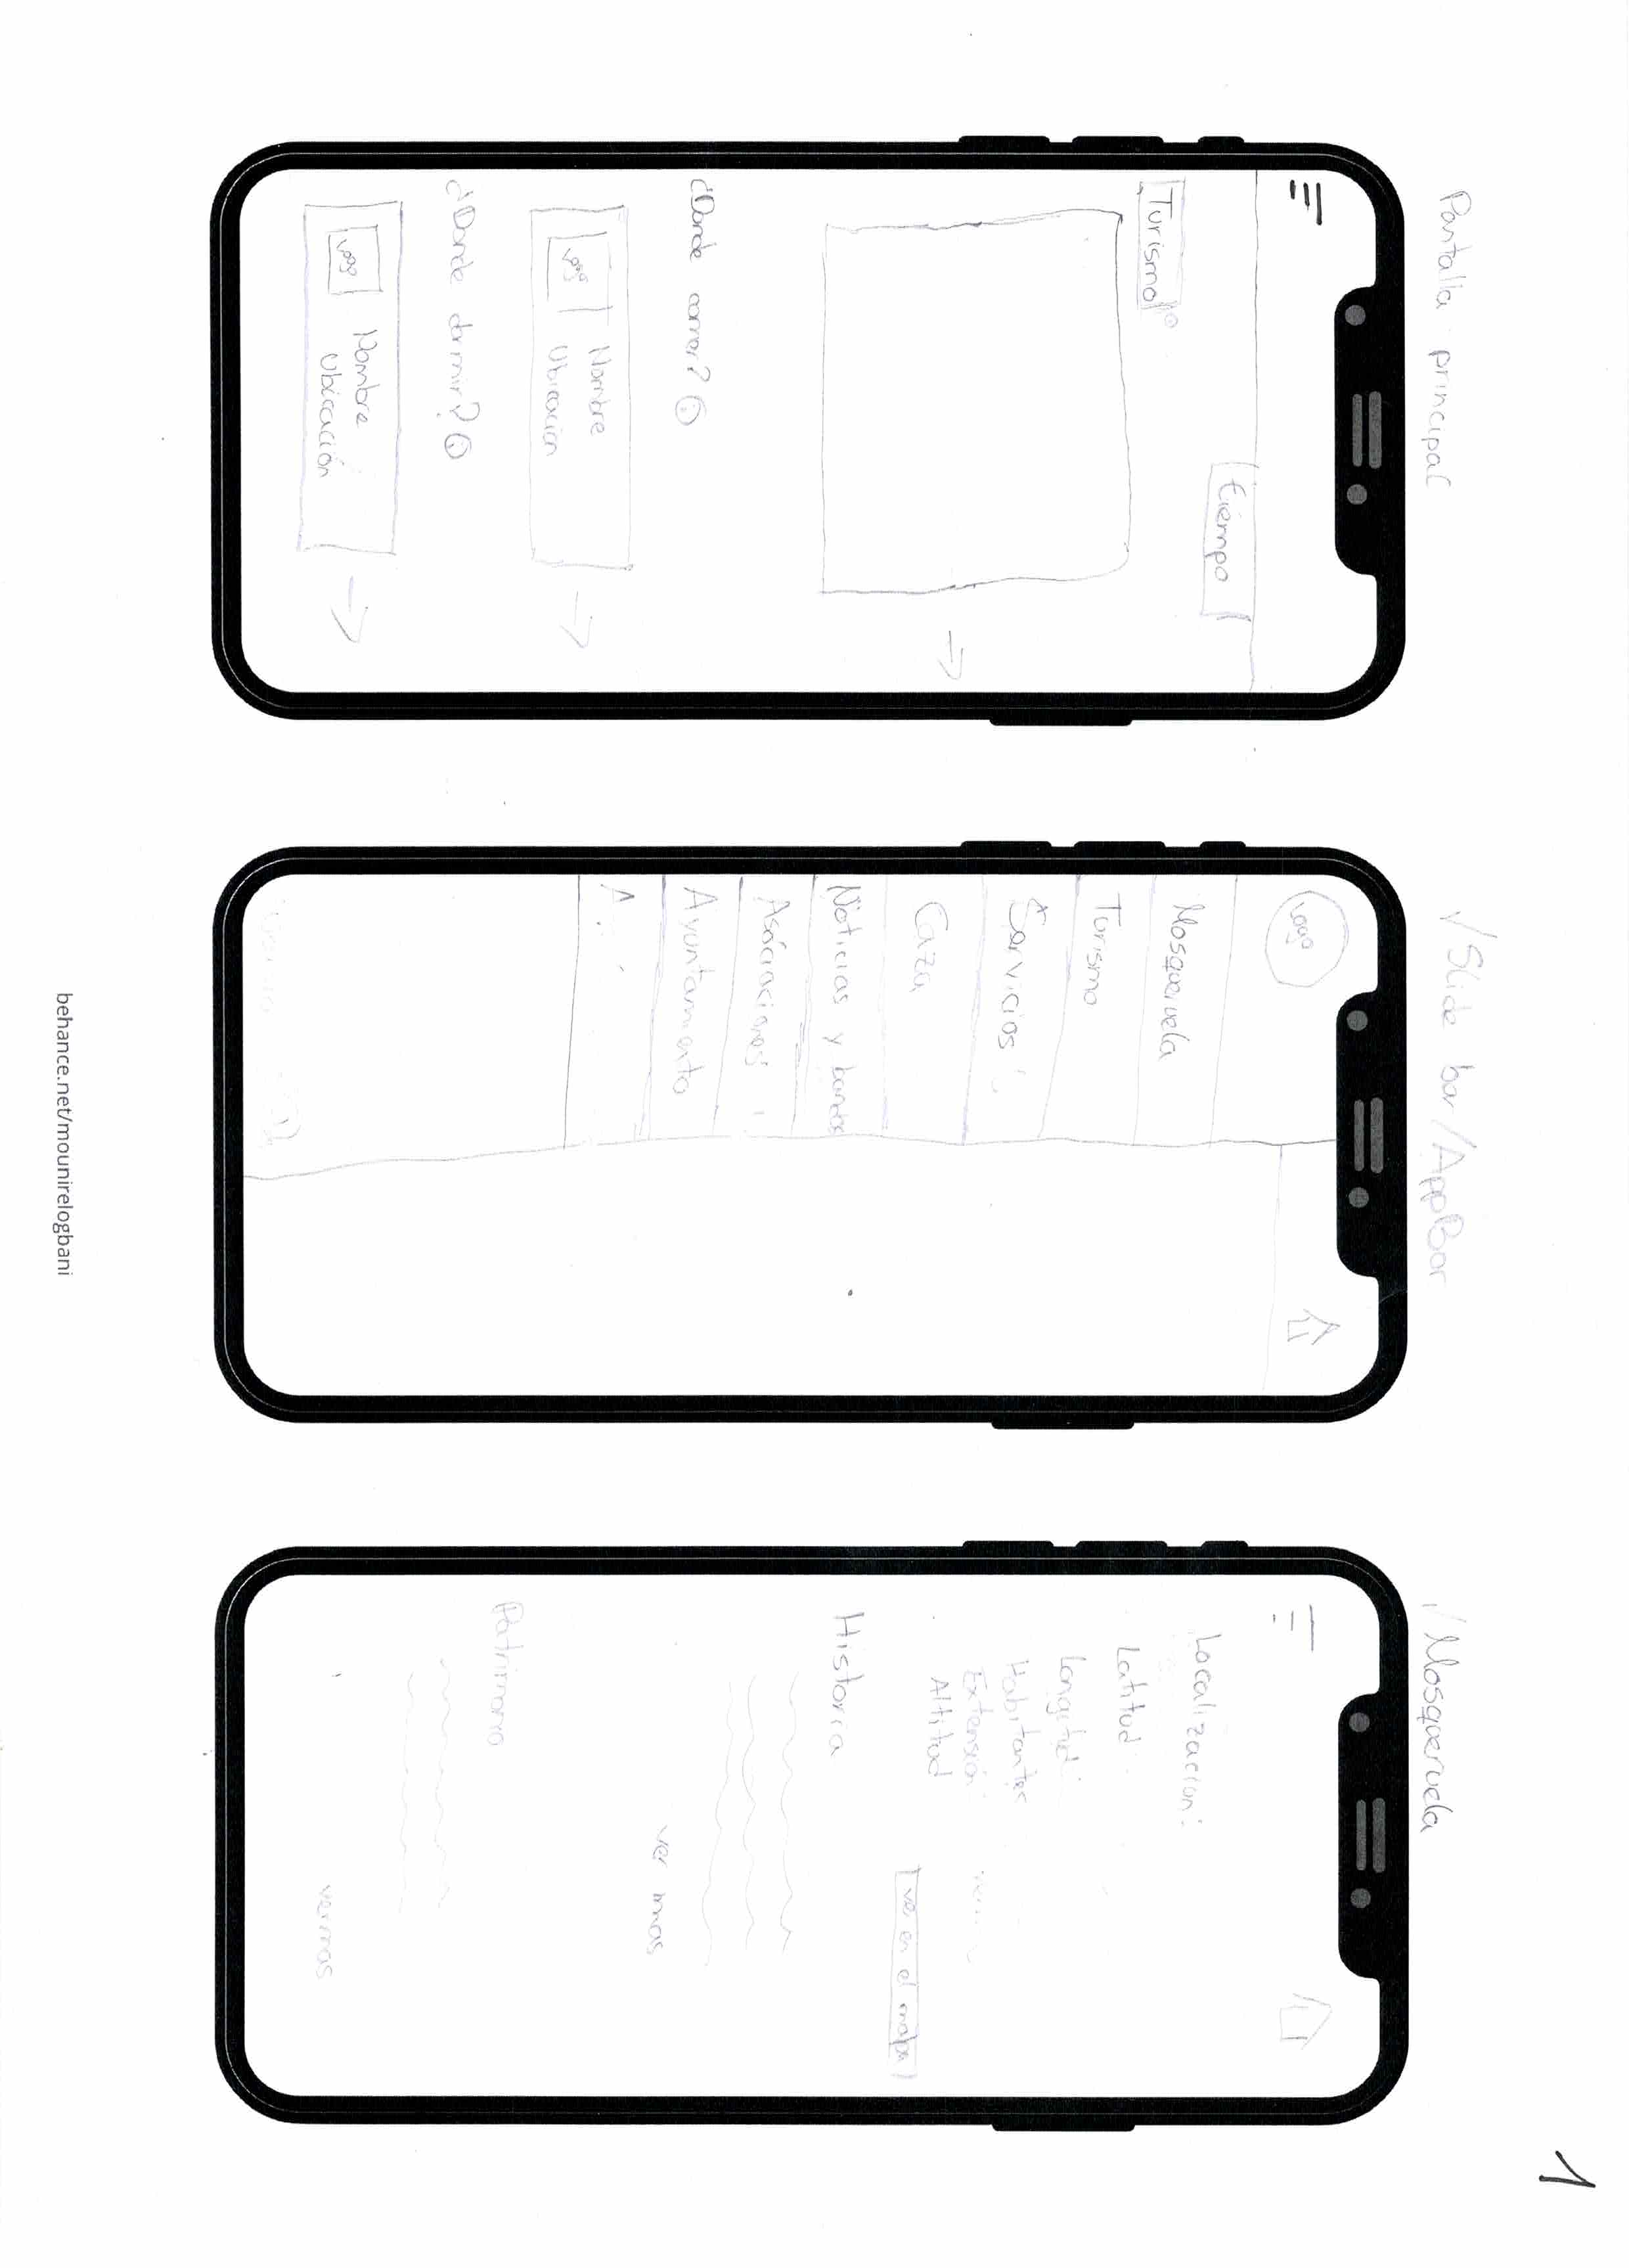 1
Pantalla principal
Eiempo
Turismo
¿Donde comer?
Logo
Nombre
Ubicación
¿Donde dormir?
Logo
Nombre
Ubicación
√/Slide bar/AppBar
Logo
Mosqueruela
Turismo
Servicios
Caza
Noticias y bandos
Asociaciones
Ayuntamiento
A...
1/Mosqueruela
Localización:
Latitud:
Longitud:
Habitantes
Extensión:
Altitud
ver en el mapa
Historia
ver mas
Patrimonio
ver mas
behance.net/mounirelogbani